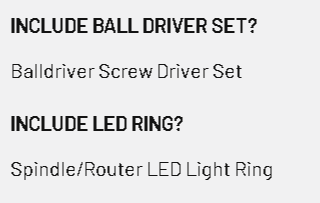 INCLUDE BALL DRIVER SET?
Balldriver Screw Driver Set
INCLUDE LED RING?
Spindle/Router LED Light Ring